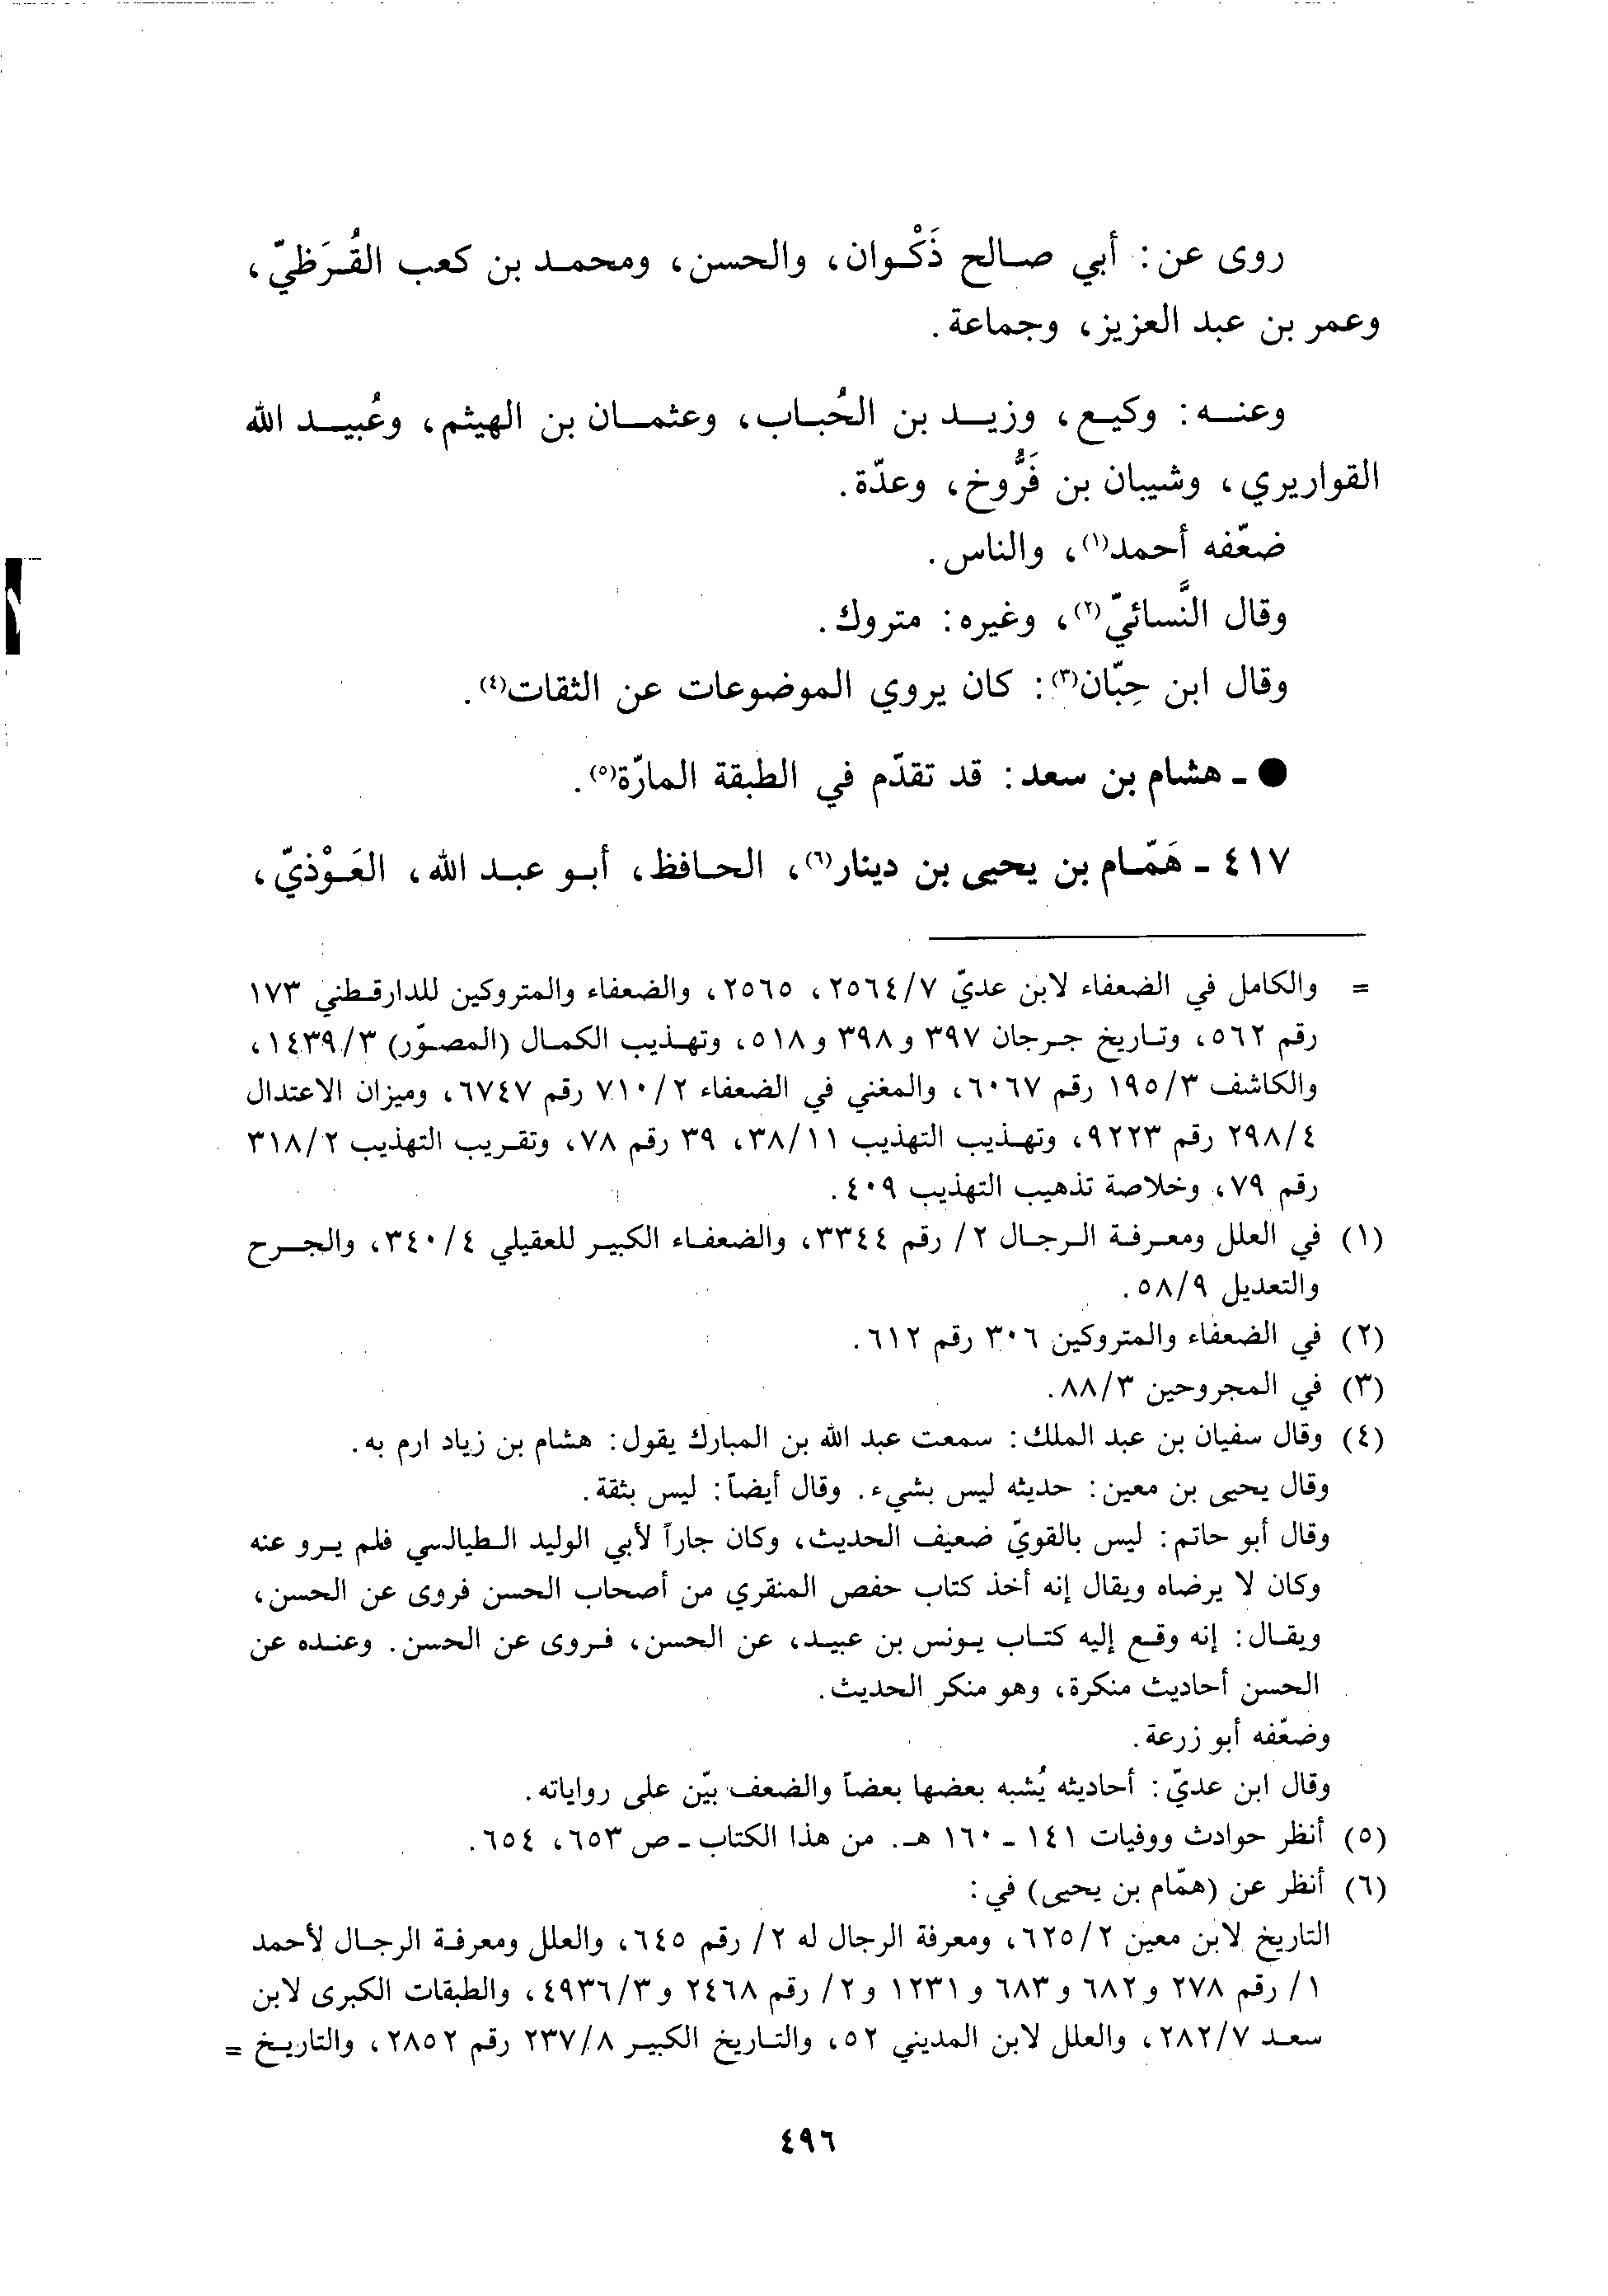 روى عن: أبي صالح ذَكْوان، والحسن، ومحمد بن كعب القُرَظيّ،
وعمر بن عبد العزيز، وجماعة.
وعنه: وكيع، وزيد بن الحُباب، وعثمان بن الهيثم، وعُبيد الله
القواريري، وشيبان بن فَرُّوخ، وعدّة.
ضعّفه أحمد(١)، والناس.
وقال النَّسائيّ(٢)، وغيره: متروك.
وقال ابن حِبّان(٣): كان يروي الموضوعات عن الثقات(٤).
● ـ هشام بن سعد: قد تقدّم في الطبقة المارّة(٥).
٤١٧ ـ هَمّام بن يحيى بن دينار(٦)، الحافظ، أبو عبد الله، العَوْذيّ،
= والكامل في الضعفاء لابن عديّ ٢٥٦٤/٧، ٢٥٦٥، والضعفاء والمتروكين للدارقطني ١٧٣
رقم ٥٦٢، وتاريخ جرجان ٣٩٧ و٣٩٨ و٥١٨، وتهذيب الكمال (المصوّر) ١٤٣٩/٣،
والكاشف ١٩٥/٣ رقم ٦٠٦٧، والمغني في الضعفاء ٧١٠/٢ رقم ٦٧٤٧، وميزان الاعتدال
٢٩٨/٤ رقم ٩٢٢٣، وتهذيب التهذيب ٣٨/١١، ٣٩ رقم ٧٨، وتقريب التهذيب ٣١٨/٢
رقم ٧٩، وخلاصة تذهيب التهذيب ٤٠٩.
(١) في العلل ومعرفة الرجال ٢/ رقم ٣٣٤٤، والضعفاء الكبير للعقيلي ٣٤٠/٤، والجرح
والتعديل ٥٨/٩.
(٢) في الضعفاء والمتروكين ٣٠٦ رقم ٦١٢.
(٣) في المجروحين ٨٨/٣.
(٤) وقال سفيان بن عبد الملك: سمعت عبد الله بن المبارك يقول: هشام بن زياد ارم به.
وقال يحيى بن معين: حديثه ليس بشيء. وقال أيضاً: ليس بثقة.
وقال أبو حاتم: ليس بالقويّ ضعيف الحديث، وكان جاراً لأبي الوليد الطيالسي فلم يرو عنه
وكان لا يرضاه ويقال إنه أخذ كتاب حفص المنقري من أصحاب الحسن فروى عن الحسن،
ويقال: إنه وقع إليه كتاب يونس بن عبيد، عن الحسن، فروى عن الحسن. وعنده عن
الحسن أحاديث منكرة، وهو منكر الحديث.
وضعّفه أبو زرعة.
وقال ابن عديّ: أحاديثه يُشبه بعضها بعضاً والضعف بيّن على رواياته.
(٥) أنظر حوادث ووفيات ١٤١ ـ ١٦٠ هـ. من هذا الكتاب ـ ص ٦٥٣، ٦٥٤.
(٦) أنظر عن (همّام بن يحيى) في:
التاريخ لابن معين ٦٢٥/٢، ومعرفة الرجال له ٢/ رقم ٦٤٥، والعلل ومعرفة الرجال لأحمد
١/ رقم ٢٧٨ و٦٨٢ و٦٨٣ و١٢٣١ و٢/ رقم ٢٤٦٨ و٤٩٣٦/٣، والطبقات الكبرى لابن
سعد ٢٨٢/٧، والعلل لابن المديني ٥٢، والتاريخ الكبير ٢٣٧/٨ رقم ٢٨٥٢، والتاريخ =
٤٩٦